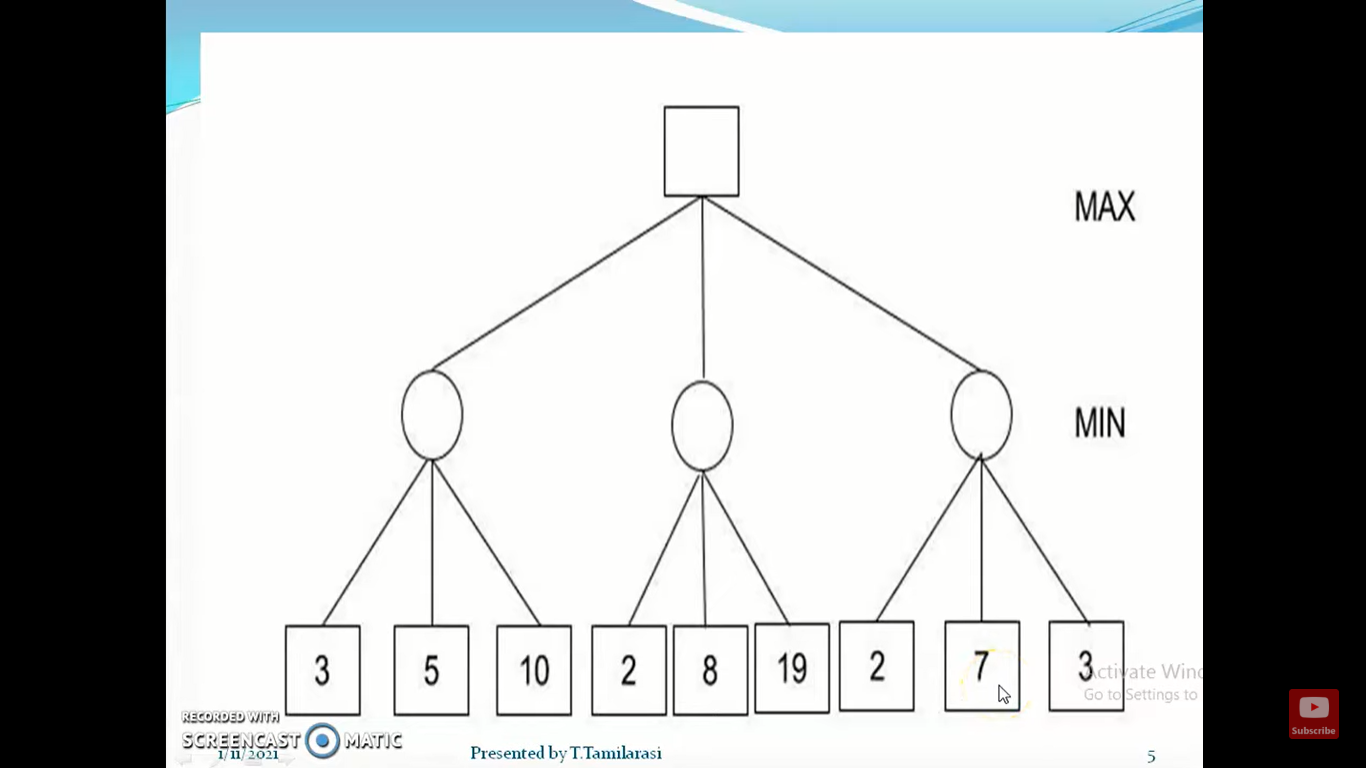 MAX
MIN
3 5 10 2 8 19 2 7 3
Activate Wind
Go to Settings to
Subscribe
RECORDED WITH
SCREENCAST MATIC
1/11/2021 Presented by T.Tamilarasi 5